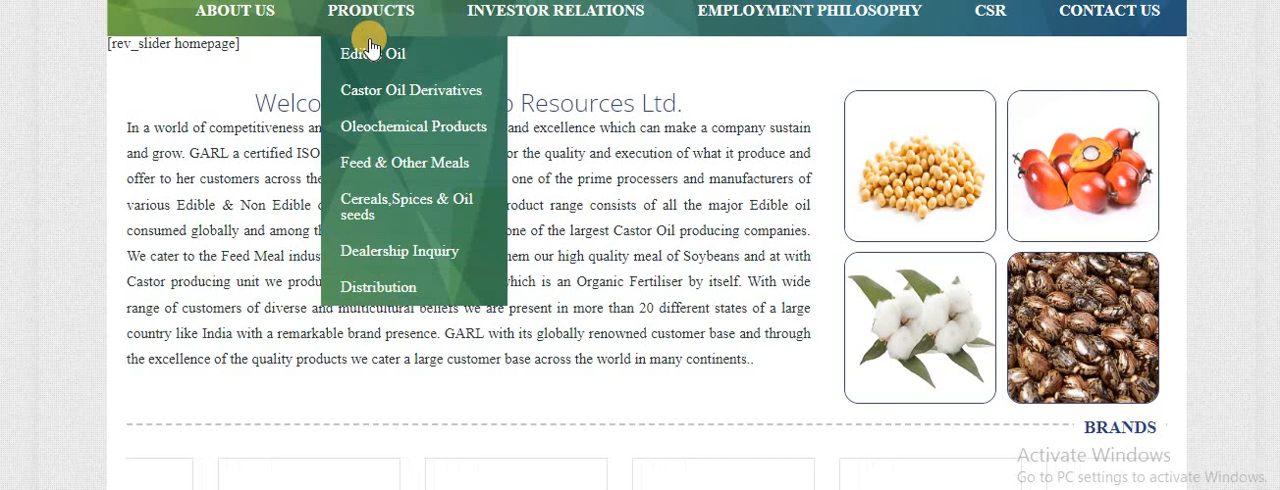 ABOUT US PRODUCTS INVESTOR RELATIONS EMPLOYMENT PHILOSOPHY CSR CONTACT US
[rev_slider homepage]
Edible Oil
Castor Oil Derivatives
Oleochemical Products
Feed & Other Meals
Cereals,Spices & Oil
seeds
Dealership Inquiry
Distribution
Resources Ltd.
In a world of competitiveness and excellence which can make a company sustain
and grow. GARL a certified ISO or the quality and execution of what it produce and
offer to her customers across the one of the prime processers and manufacturers of
various Edible & Non Edible product range consists of all the major Edible oil
consumed globally and among one of the largest Castor Oil producing companies.
We cater to the Feed Meal our high quality meal of Soybeans and at with
Castor producing unit we which is an Organic Fertiliser by itself. With wide
range of customers of diverse and multicultural beliefs we are present in more than 20 different states of a large
country like India with a remarkable brand presence. GARL with its globally renowned customer base and through
the excellence of the quality products we cater a large customer base across the world in many continents..
BRANDS
Activate Windows
Go to PC settings to activate Windows.